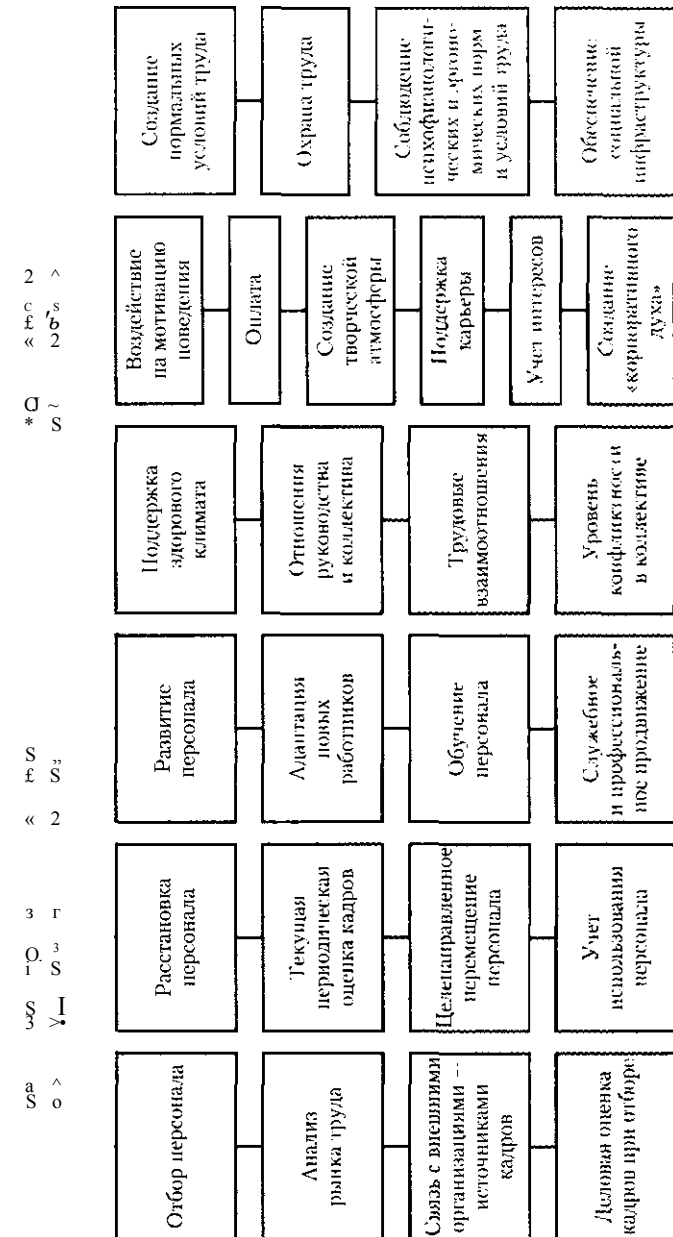 Отбор персонала
Анализ
рынка труда
Связь с внешними
организациями —
источниками
кадров
Деловая оценка
кадров при отборе
Расстановка
персонала
Текущая
периодическая
оценка кадров
Целенаправленное
перемещение
персонала
Учет
использования
персонала
Развитие
персонала
Адаптация
новых
работников
Обучение
персонала
Служебное
и профессиональ-
ное продвижение
Поддержка
здорового
климата
Отношения
руководства
и коллектива
Трудовые
взаимоотношения
Уровень
конфликтности
в коллективе
Воздействие
на мотивацию
поведения
Оплата
Создание
творческой
атмосферы
Поддержка
карьеры
Учет интересов
Создание
«корпоративного
духа»
Создание
нормальных
условий труда
Охрана труда
Соблюдение
психофизиологи-
ческих и эргоно-
мических норм
и условий труда
Обеспечение
социальной
инфраструктуры